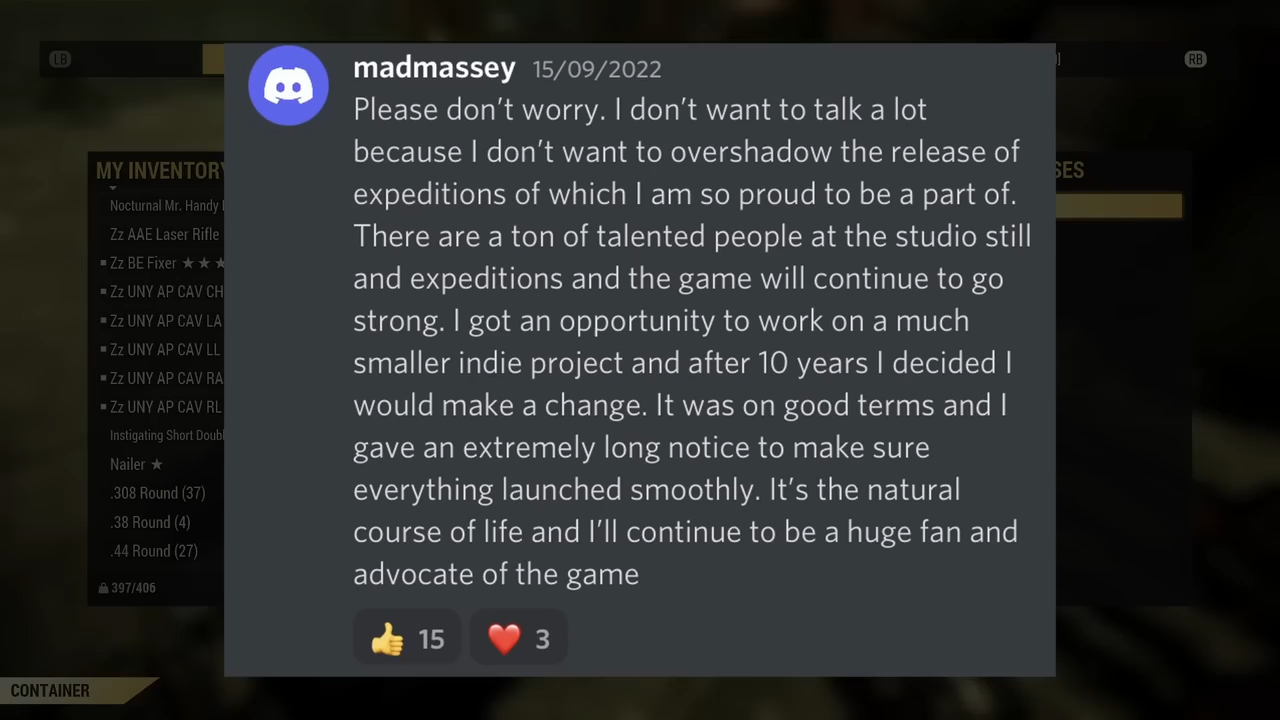 LB
RB
madmassey 15/09/2022
Please don't worry. I don't want to talk a lot
because I don't want to overshadow the release of
expeditions of which I am so proud to be a part of.
There are a ton of talented people at the studio still
and expeditions and the game will continue to go
strong. I got an opportunity to work on a much
smaller indie project and after 10 years I decided I
would make a change. It was on good terms and I
gave an extremely long notice to make sure
everything launched smoothly. It's the natural
course of life and I'll continue to be a huge fan and
advocate of the game
👍 15 ❤️ 3
MY INVENTORY
Nocturnal Mr. Handy
Zz AAE Laser Rifle
Zz BE Fixer ★★★
Zz UNY AP CAV CH
Zz UNY AP CAV LA
Zz UNY AP CAV LL
Zz UNY AP CAV RA
Zz UNY AP CAV RL
Instigating Short Doubl
Nailer ★
.308 Round (37)
.38 Round (4)
.44 Round (27)
397/406
SES
CONTAINER